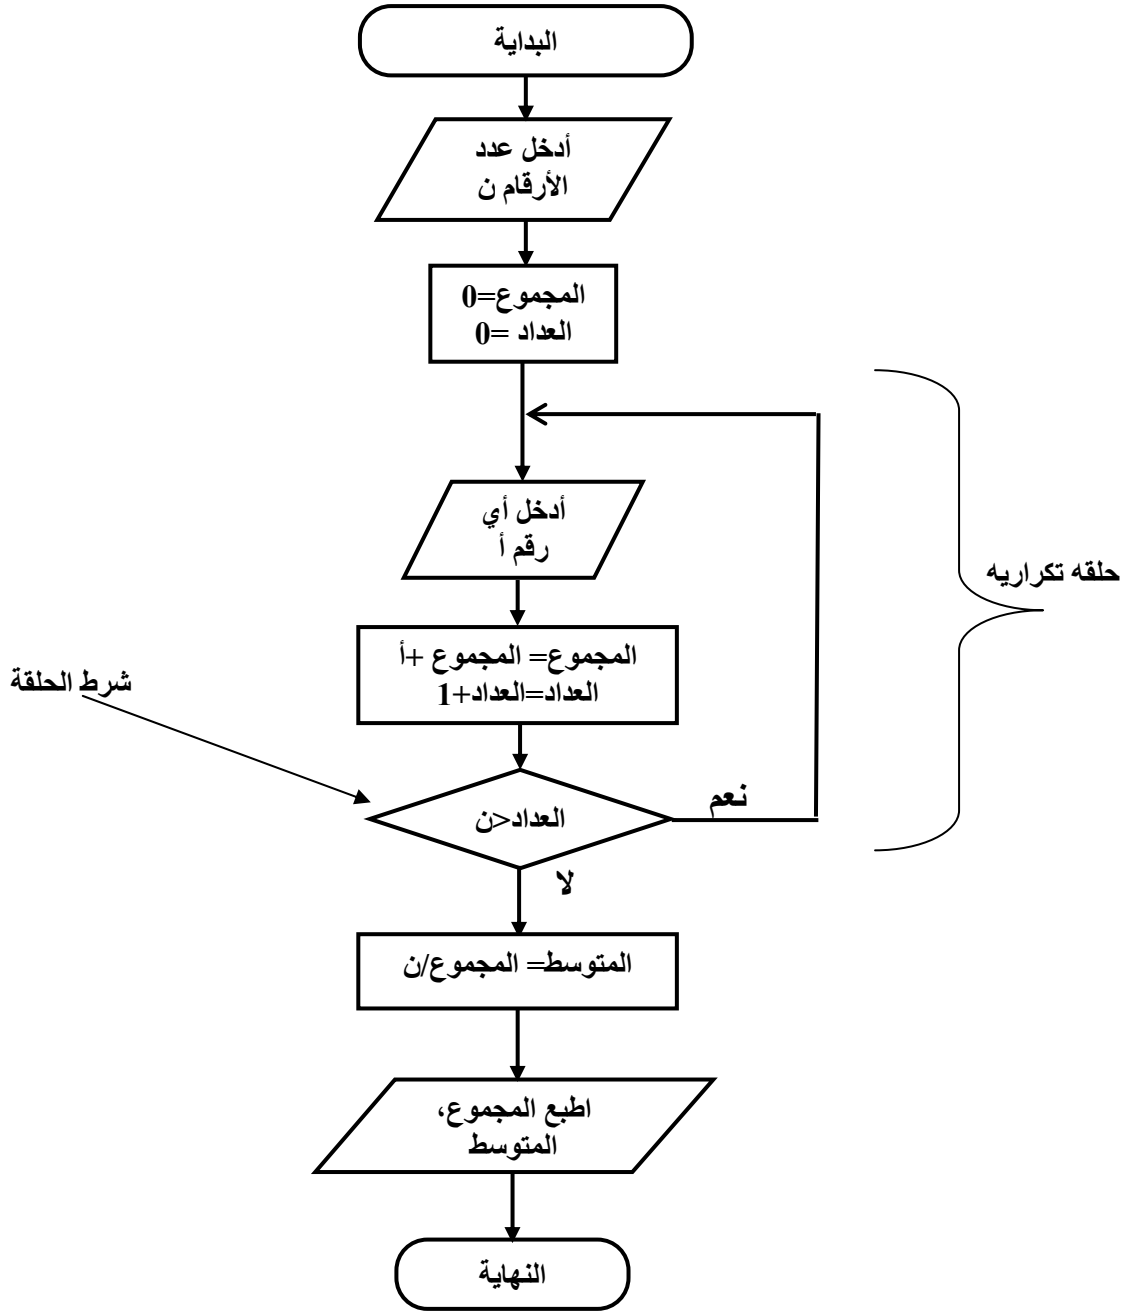 البداية
أدخل عدد
الأرقام ن
المجموع=0
العداد =0
أدخل أي
رقم أ
حلقه تكراريه
المجموع= المجموع +أ
العداد=العداد+1
شرط الحلقة
العداد<ن
نعم
لا
المتوسط= المجموع/ن
اطبع المجموع،
المتوسط
النهاية